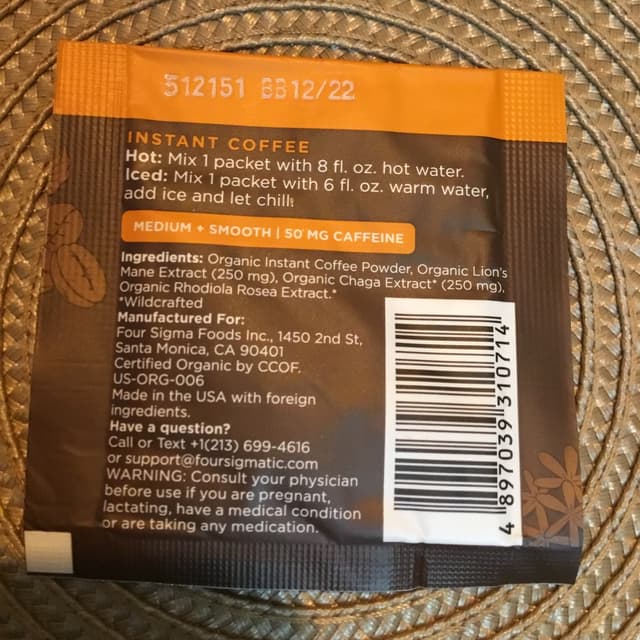 512151 BB12/22
INSTANT COFFEE
Hot: Mix 1 packet with 8 fl. oz. hot water.
Iced: Mix 1 packet with 6 fl. oz. warm water,
add ice and let chill!
MEDIUM + SMOOTH | 50 MG CAFFEINE
Ingredients: Organic Instant Coffee Powder, Organic Lion's
Mane Extract (250 mg), Organic Chaga Extract* (250 mg),
Organic Rhodiola Rosea Extract.*
*Wildcrafted
Manufactured For:
Four Sigma Foods Inc., 1450 2nd St,
Santa Monica, CA 90401
Certified Organic by CCOF,
US-ORG-006
Made in the USA with foreign
ingredients.
Have a question?
Call or Text +1(213) 699-4616
or support@foursigmatic.com
WARNING: Consult your physician
before use if you are pregnant,
lactating, have a medical condition
or are taking any medication.
4 897039 310714